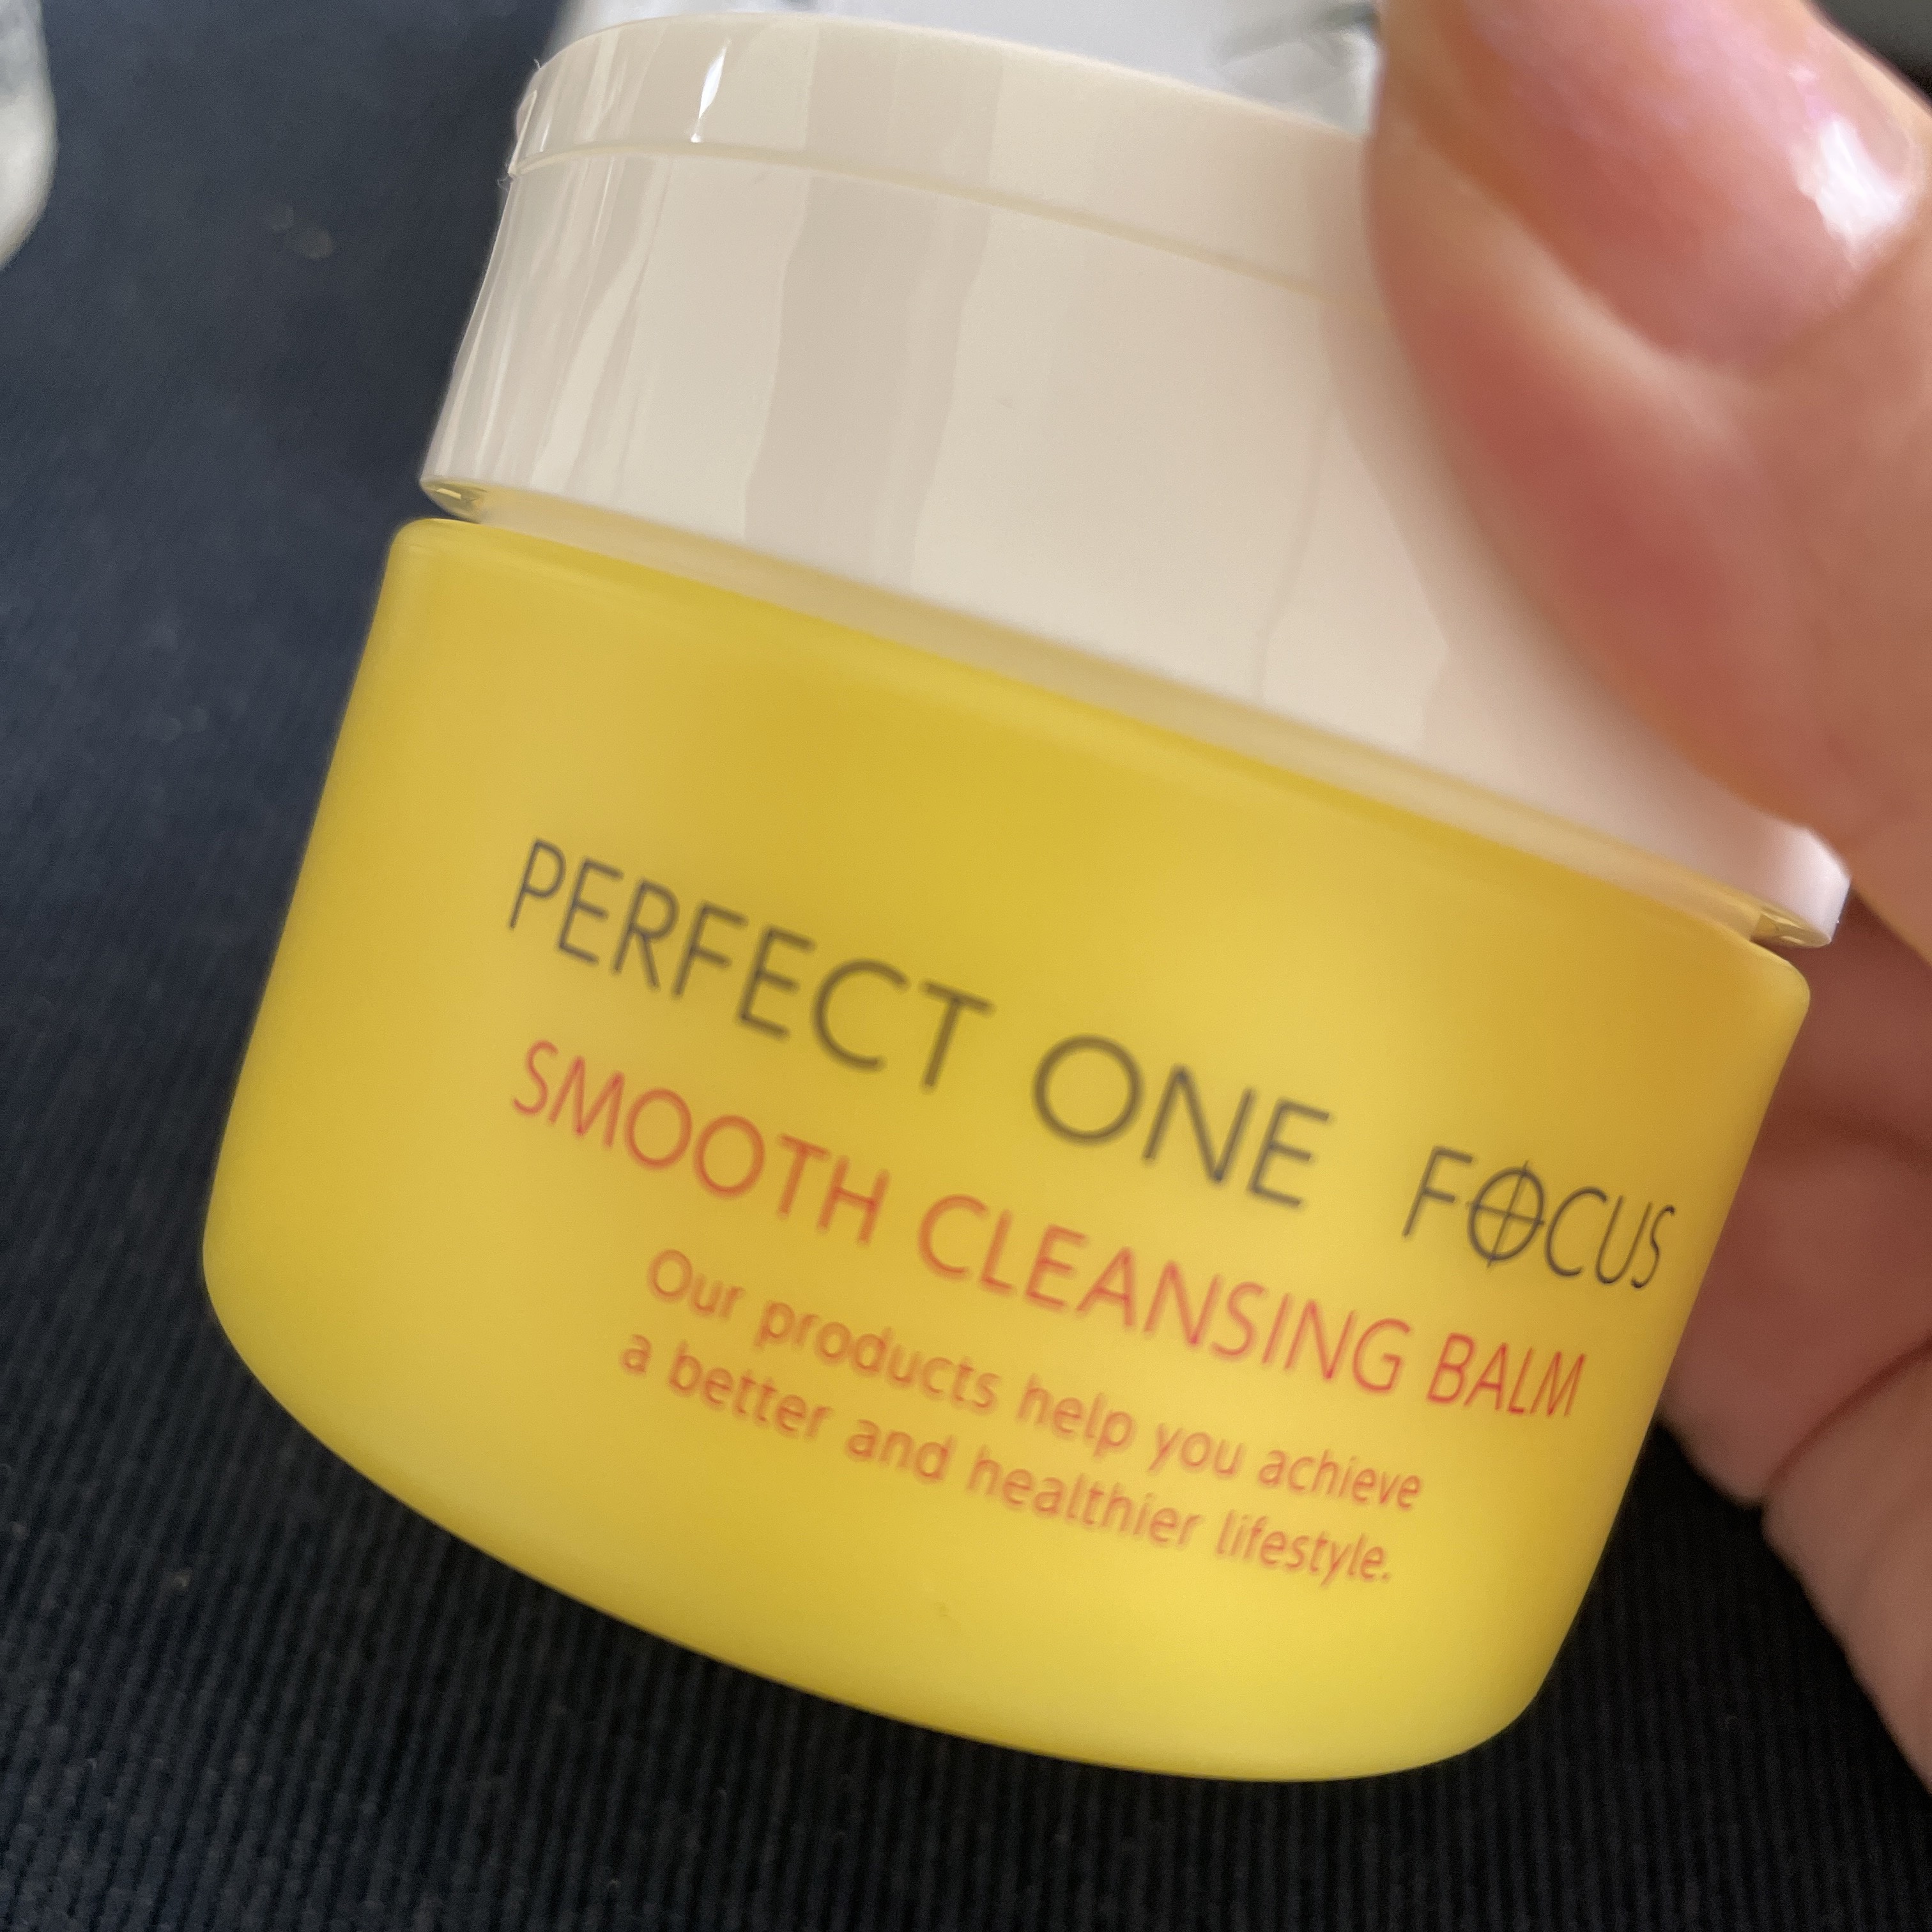 PERFECT ONE FOCUS
SMOOTH CLEANSING BALM
Our products help you achieve
a better and healthier lifestyle.